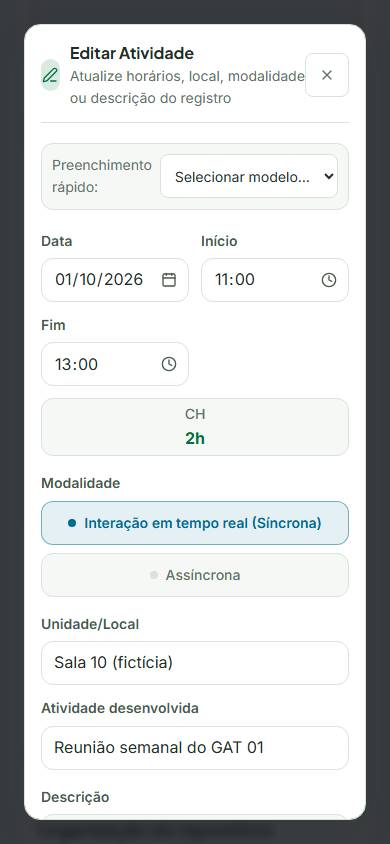 Editar Atividade
Atualize horários, local, modalidade
ou descrição do registro
Preenchimento
rápido:
Selecionar modelo...
Data
Início
01/10/2026
11:00
Fim
13:00
CH
2h
Modalidade
Interação em tempo real (Síncrona)
Assíncrona
Unidade/Local
Sala 10 (fictícia)
Atividade desenvolvida
Reunião semanal do GAT 01
Descrição